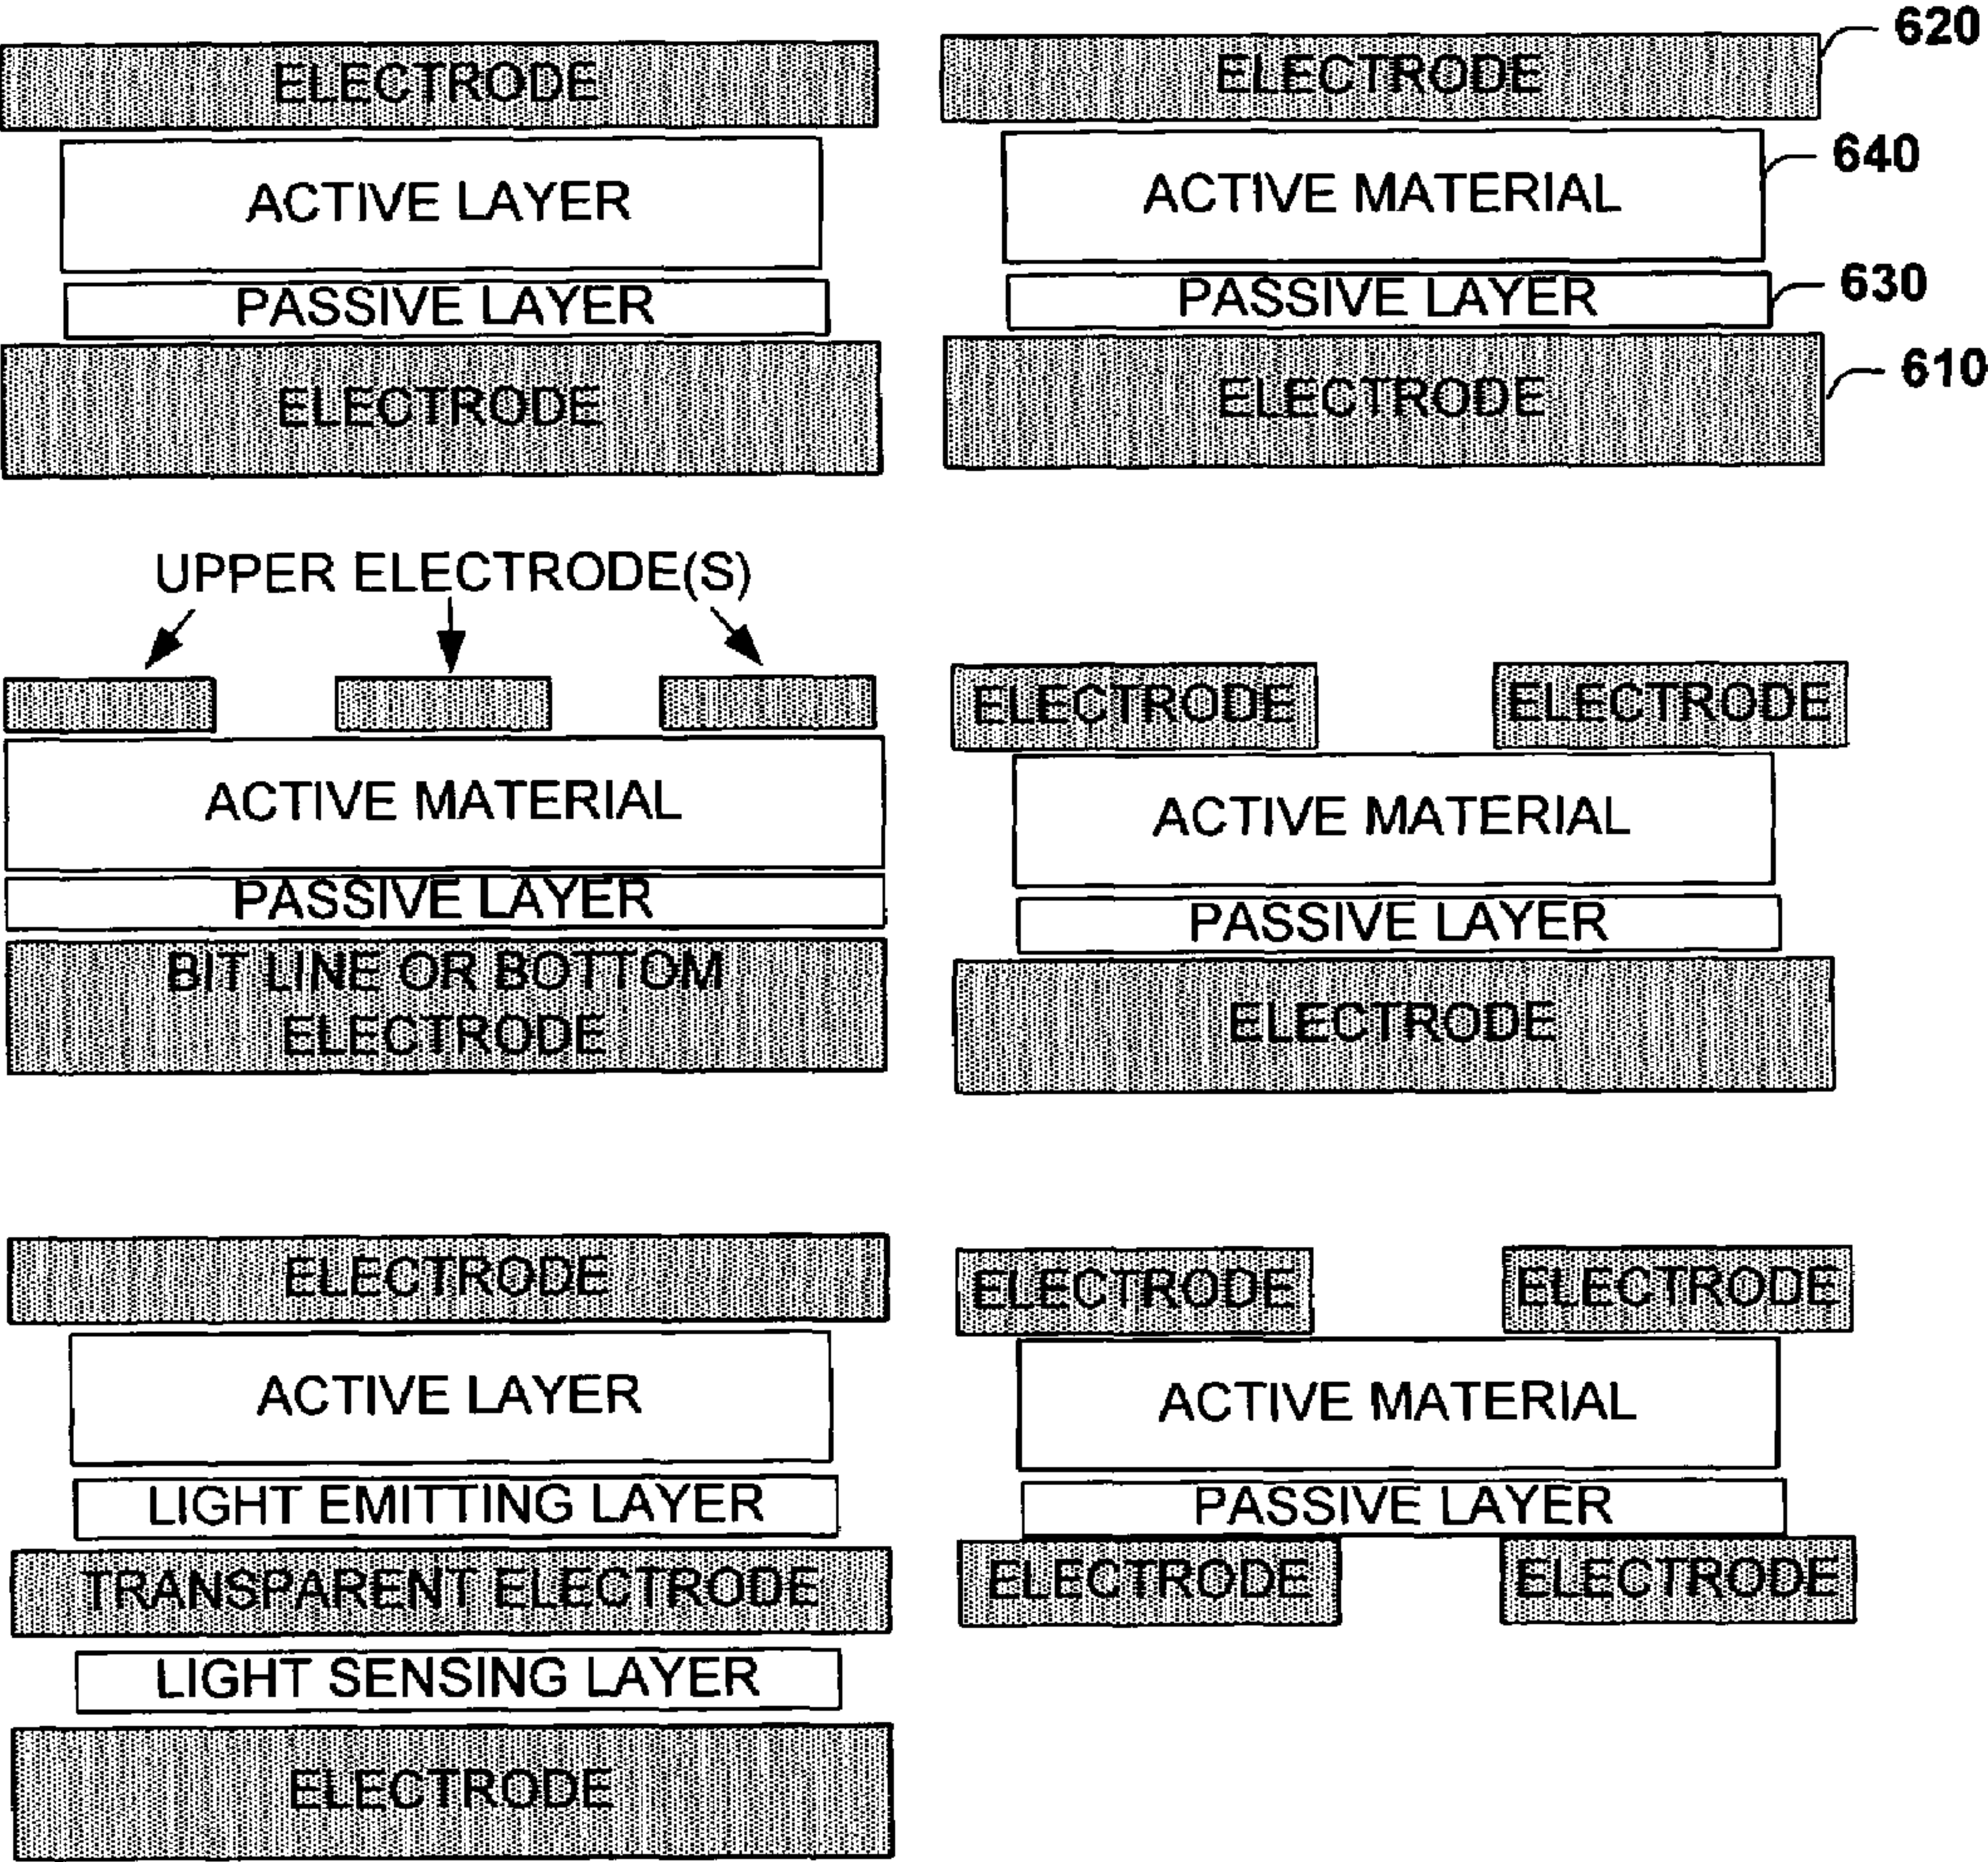 ELECTRODE
ACTIVE LAYER
PASSIVE LAYER
ELECTRODE
ELECTRODE
620
ACTIVE MATERIAL
640
PASSIVE LAYER
630
ELECTRODE
610
UPPER ELECTRODE(S)
ACTIVE MATERIAL
PASSIVE LAYER
BIT LINE OR BOTTOM
ELECTRODE
ELECTRODE ELECTRODE
ACTIVE MATERIAL
PASSIVE LAYER
ELECTRODE
ELECTRODE
ACTIVE LAYER
LIGHT EMITTING LAYER
TRANSPARENT ELECTRODE
LIGHT SENSING LAYER
ELECTRODE
ELECTRODE ELECTRODE
ACTIVE MATERIAL
PASSIVE LAYER
ELECTRODE ELECTRODE